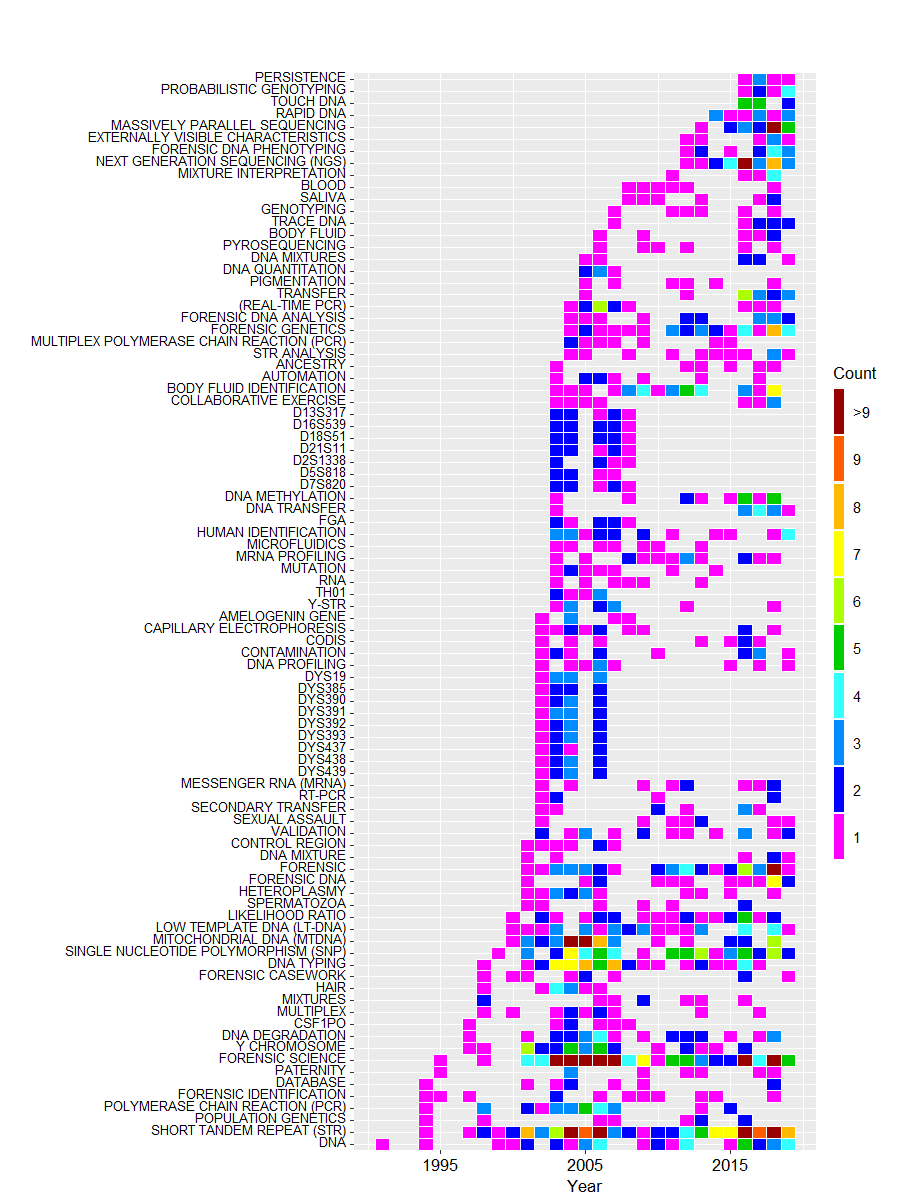 PERSISTENCE
PROBABILISTIC GENOTYPING
TOUCH DNA
RAPID DNA
MASSIVELY PARALLEL SEQUENCING
EXTERNALLY VISIBLE CHARACTERISTICS
FORENSIC DNA PHENOTYPING
NEXT GENERATION SEQUENCING (NGS)
MIXTURE INTERPRETATION
BLOOD
SALIVA
GENOTYPING
TRACE DNA
BODY FLUID
PYROSEQUENCING
DNA MIXTURES
DNA QUANTITATION
PIGMENTATION
TRANSFER
(REAL-TIME PCR)
FORENSIC DNA ANALYSIS
FORENSIC GENETICS
MULTIPLEX POLYMERASE CHAIN REACTION (PCR)
STR ANALYSIS
ANCESTRY
AUTOMATION
BODY FLUID IDENTIFICATION
COLLABORATIVE EXERCISE
D13S317
D16S539
D18S51
D21S11
D2S1338
D5S818
D7S820
DNA METHYLATION
DNA TRANSFER
FGA
HUMAN IDENTIFICATION
MICROFLUIDICS
MRNA PROFILING
MUTATION
RNA
TH01
Y-STR
AMELOGENIN GENE
CAPILLARY ELECTROPHORESIS
CODIS
CONTAMINATION
DNA PROFILING
DYS19
DYS385
DYS390
DYS391
DYS392
DYS393
DYS437
DYS438
DYS439
MESSENGER RNA (MRNA)
RT-PCR
SECONDARY TRANSFER
SEXUAL ASSAULT
VALIDATION
CONTROL REGION
DNA MIXTURE
FORENSIC
FORENSIC DNA
HETEROPLASMY
SPERMATOZOA
LIKELIHOOD RATIO
LOW TEMPLATE DNA (LT-DNA)
MITOCHONDRIAL DNA (MTDNA)
SINGLE NUCLEOTIDE POLYMORPHISM (SNP)
DNA TYPING
FORENSIC CASEWORK
HAIR
MIXTURES
MULTIPLEX
CSF1PO
DNA DEGRADATION
Y CHROMOSOME
FORENSIC SCIENCE
PATERNITY
DATABASE
FORENSIC IDENTIFICATION
POLYMERASE CHAIN REACTION (PCR)
POPULATION GENETICS
SHORT TANDEM REPEAT (STR)
DNA
1995 2005 2015
Year
Count
>9
9
8
7
6
5
4
3
2
1